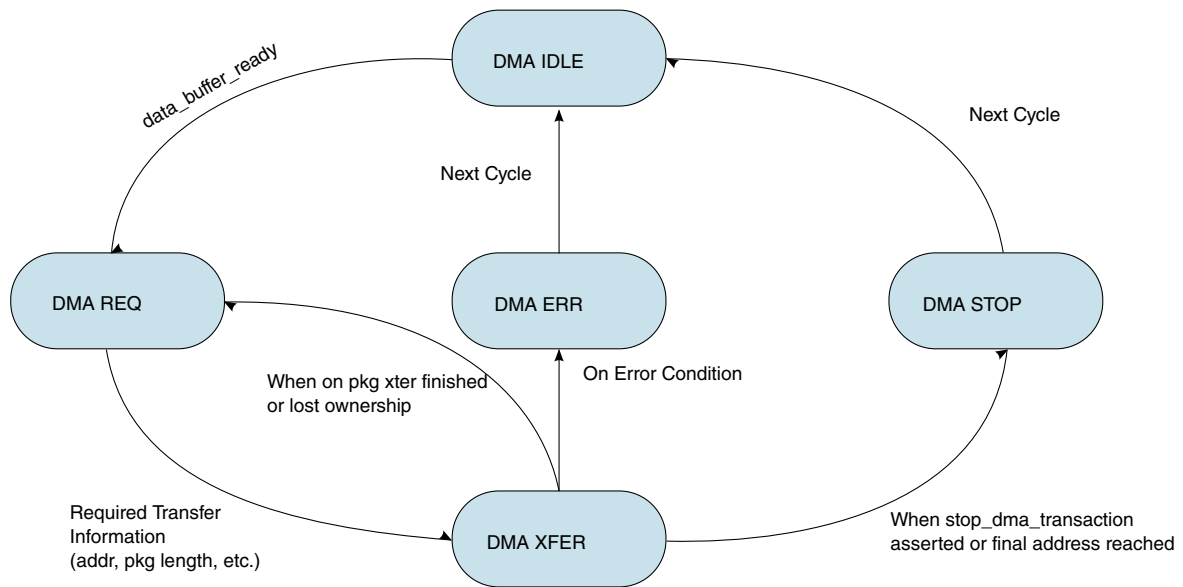 DMA IDLE
data_buffer_ready
Next Cycle
Next Cycle
DMA REQ
DMA ERR
DMA STOP
When on pkg xter finished
or lost ownership
On Error Condition
Required Transfer
Information
(addr, pkg length, etc.)
DMA XFER
When stop_dma_transaction
asserted or final address reached